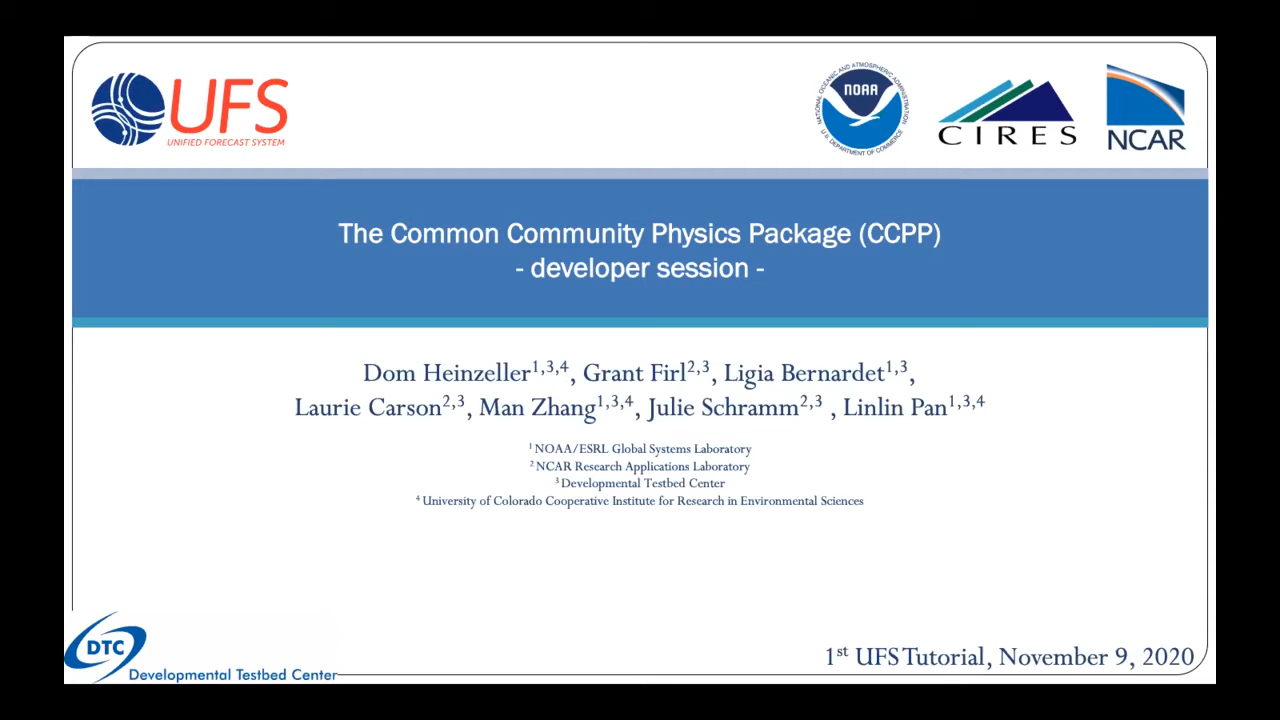 UFS
UNIFIED FORECAST SYSTEM
NATIONAL OCEANIC AND ATMOSPHERIC ADMINISTRATION
NOAA
U.S. DEPARTMENT OF COMMERCE
CIRES
NCAR
The Common Community Physics Package (CCPP)
- developer session -
Dom Heinzeller1,3,4, Grant Firl2,3, Ligia Bernardet1,3,
Laurie Carson2,3, Man Zhang1,3,4, Julie Schramm2,3 , Linlin Pan1,3,4
1 NOAA/ESRL Global Systems Laboratory
2 NCAR Research Applications Laboratory
3 Developmental Testbed Center
4 University of Colorado Cooperative Institute for Research in Environmental Sciences
DTC
Developmental Testbed Center
1st UFS Tutorial, November 9, 2020